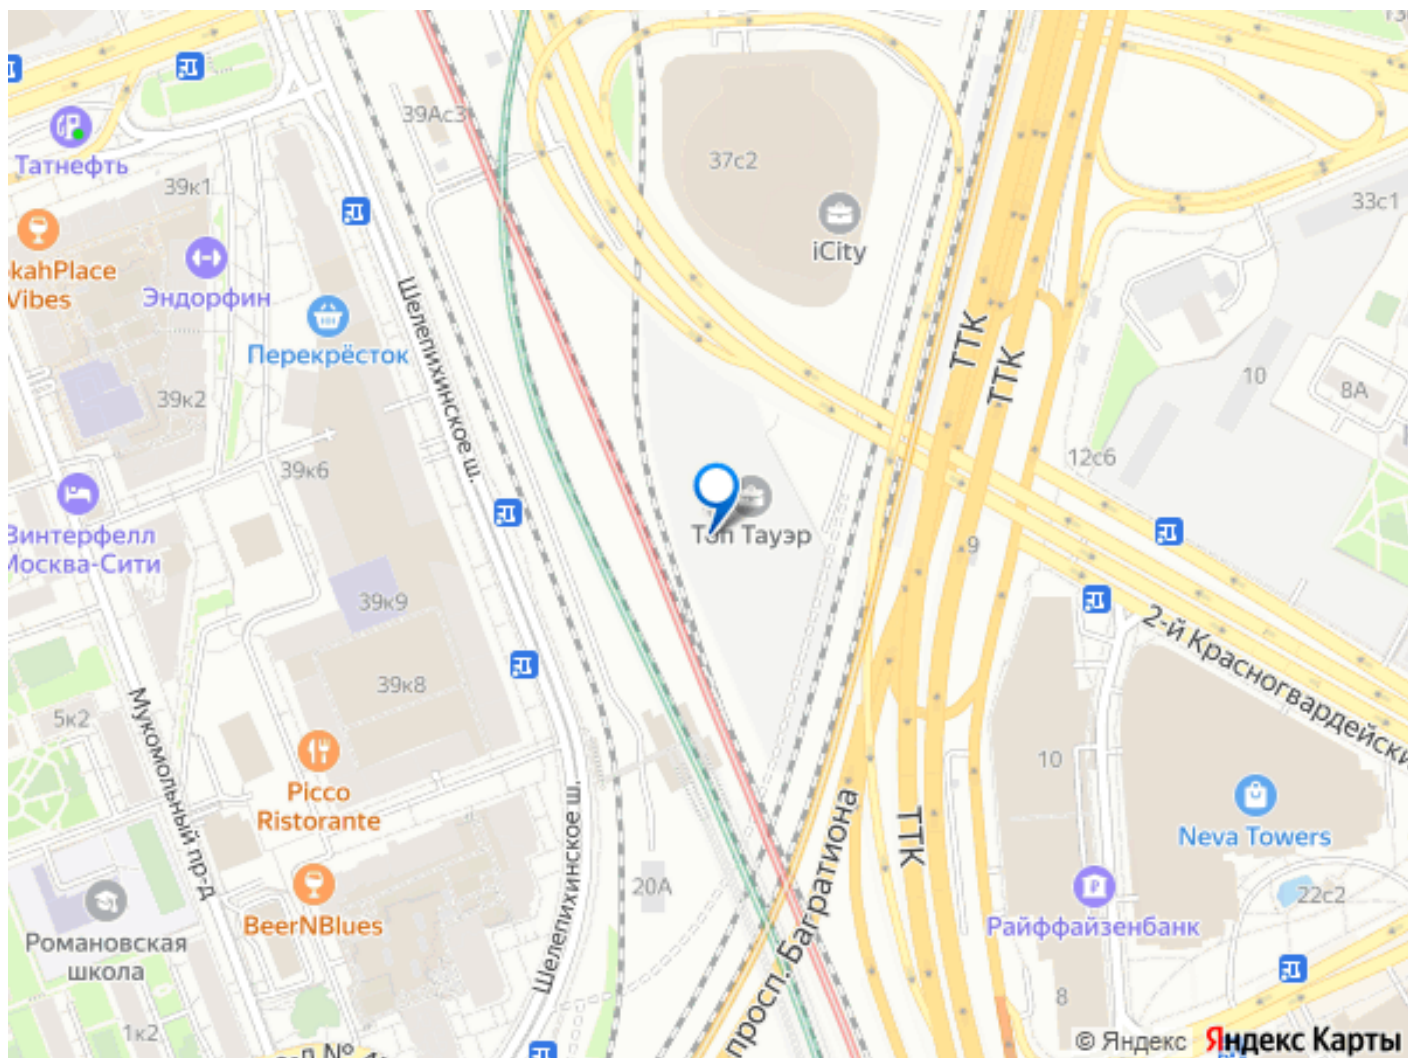 39Ас3
Татнефть
37с2
39к1
33с1
iCity
Vibes
Эндорфин
Шелепихинское ш.
Перекрёсток
ТТК
ТТК
10
8А
39к2
12с6
39к6
Винтерфелл
Москва-Сити
Топ Тауэр
9
39к9
2-й Красногвардейски
39к8
5к2
Мукомольный пр-д
10
Picco
Ristorante
Шелепихинское ш.
просп. Багратиона
ТТК
Neva Towers
20А
22с2
BeerNBlues
Райффайзенбанк
Романовская
школа
8
1к2
© Яндекс Яндекс Карты